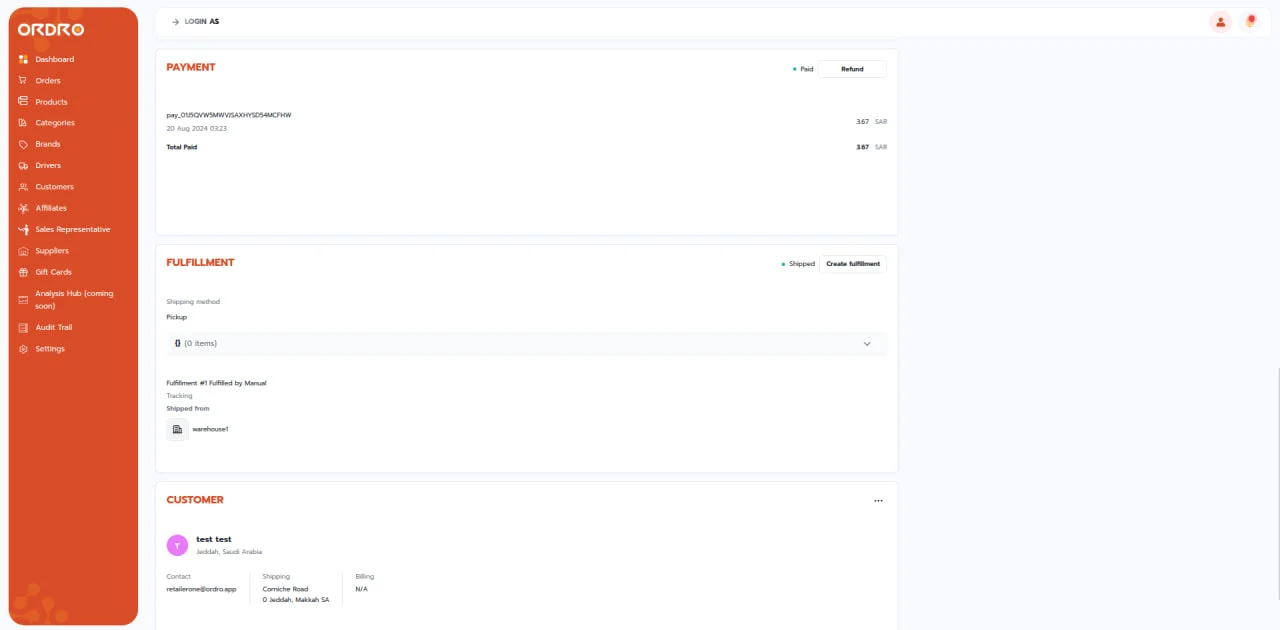 ORDRO
Dashboard
Orders
Products
Categories
Brands
Drivers
Customers
Affiliates
Sales Representative
Suppliers
Gift Cards
Analysis Hub (coming
soon)
Audit Trail
Settings
LOGIN AS
PAYMENT
Paid
Refund
pay_01J5QVW5MWVJSAXHYSD54MCFHW
20 Aug 2024 03:23
3.67 SAR
Total Paid
3.67 SAR
FULFILLMENT
Shipped
Create fulfillment
Shipping method
Pickup
{} (0 items)
Fulfillment #1 Fulfilled by Manual
Tracking
Shipped from
warehouse1
CUSTOMER
T
test test
Jeddah, Saudi Arabia
Contact
retailerone@ordro.app
Shipping
Corniche Road
0 Jeddah, Makkah SA
Billing
N/A